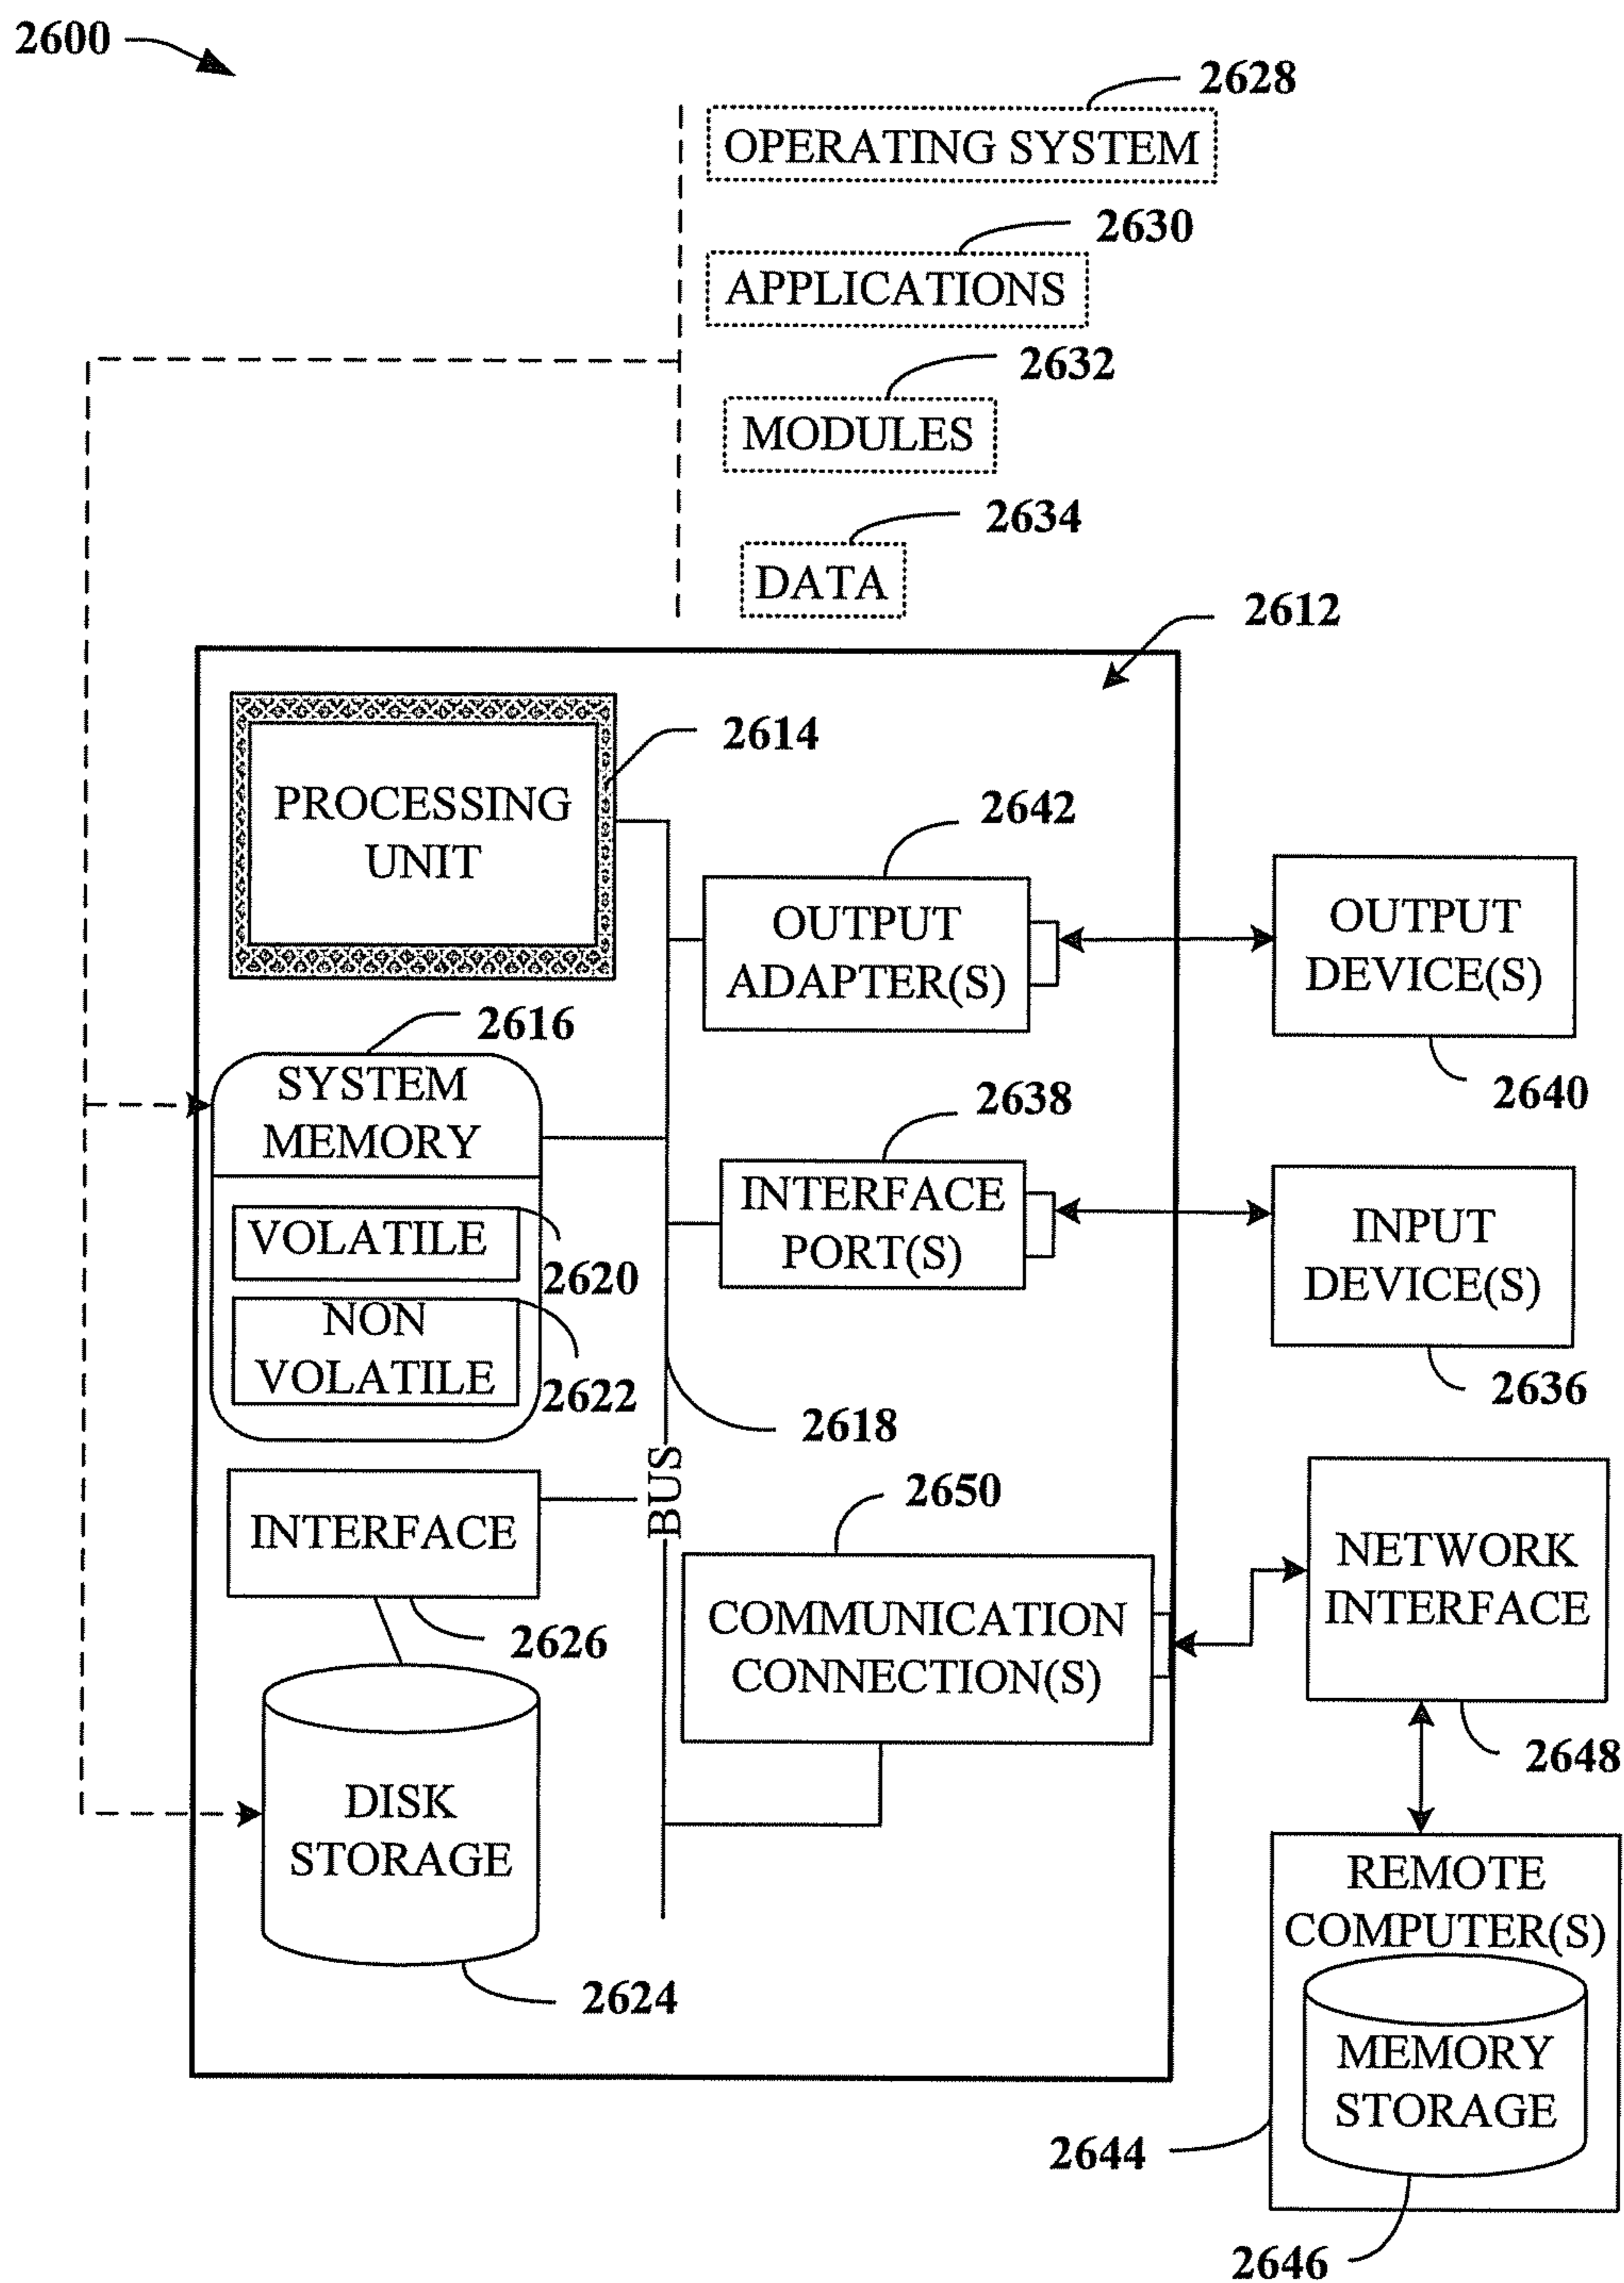 2600
2628
OPERATING SYSTEM
2630
APPLICATIONS
2632
MODULES
2634
DATA
2612
PROCESSING
UNIT
2614
2642
OUTPUT
ADAPTER(S)
OUTPUT
DEVICE(S)
2640
2616
SYSTEM
MEMORY
VOLATILE
2620
NON
VOLATILE
2622
2638
INTERFACE
PORT(S)
INPUT
DEVICE(S)
2636
2618
BUS
INTERFACE
2626
2650
COMMUNICATION
CONNECTION(S)
NETWORK
INTERFACE
2648
DISK
STORAGE
2624
REMOTE
COMPUTER(S)
MEMORY
STORAGE
2644
2646